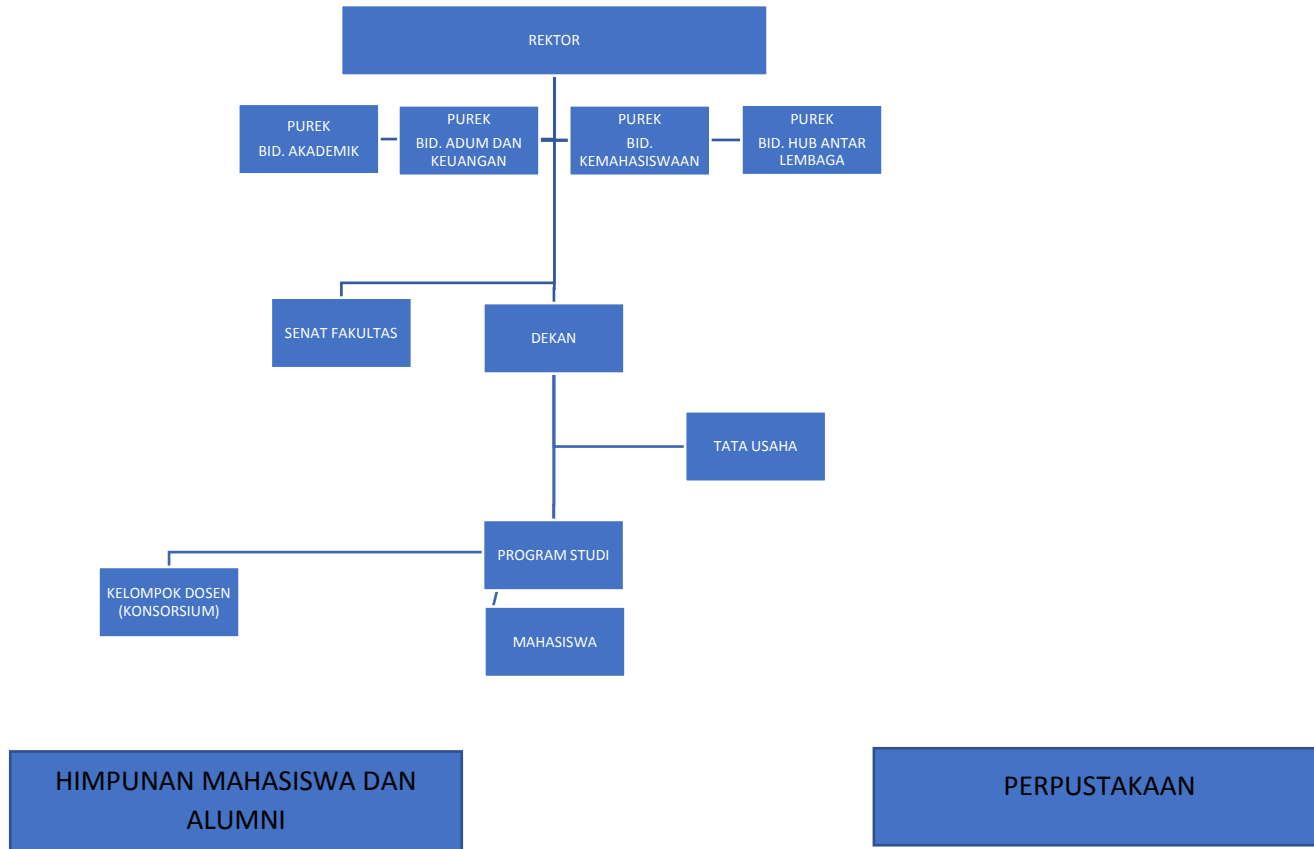 REKTOR
PUREK
BID. AKADEMIK
PUREK
BID. ADUM DAN
KEUANGAN
PUREK
BID.
KEMAHASISWAAN
PUREK
BID. HUB ANTAR
LEMBAGA
SENAT FAKULTAS
DEKAN
TATA USAHA
PROGRAM STUDI
KELOMPOK DOSEN
(KONSORSIUM)
MAHASISWA
HIMPUNAN MAHASISWA DAN
ALUMNI
PERPUSTAKAAN